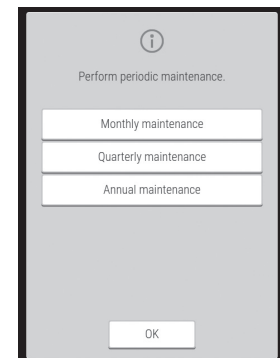 Perform periodic maintenance.
Monthly maintenance
Quarterly maintenance
Annual maintenance
OK